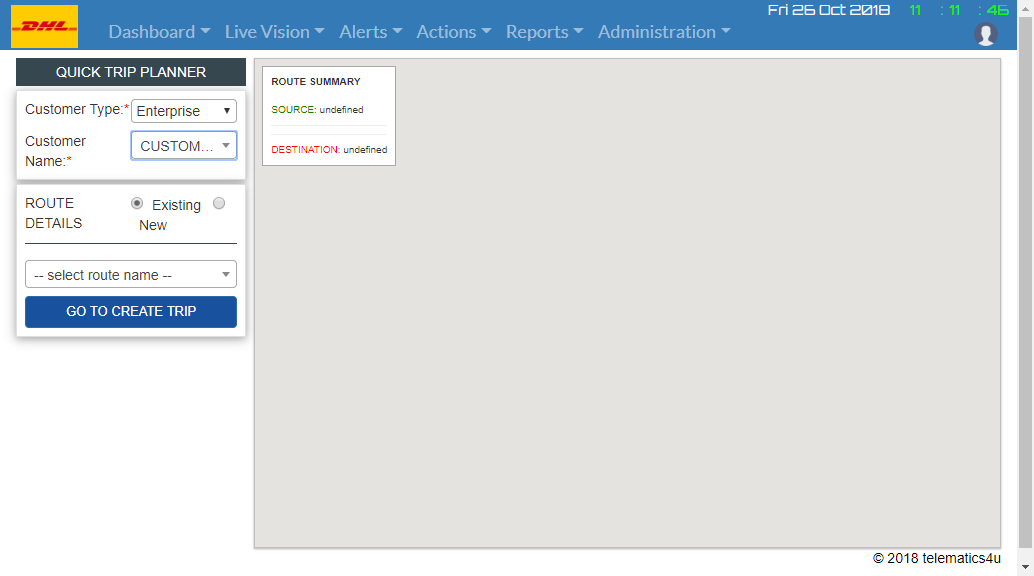 DHL
Fri 26 Oct 2018 11 : 11 : 46
Dashboard Live Vision Alerts Actions Reports Administration
QUICK TRIP PLANNER
Customer Type:* Enterprise
Customer
Name:*
CUSTOM...
ROUTE
DETAILS
Existing
New
-- select route name --
GO TO CREATE TRIP
ROUTE SUMMARY
SOURCE: undefined
DESTINATION: undefined
© 2018 telematics4u